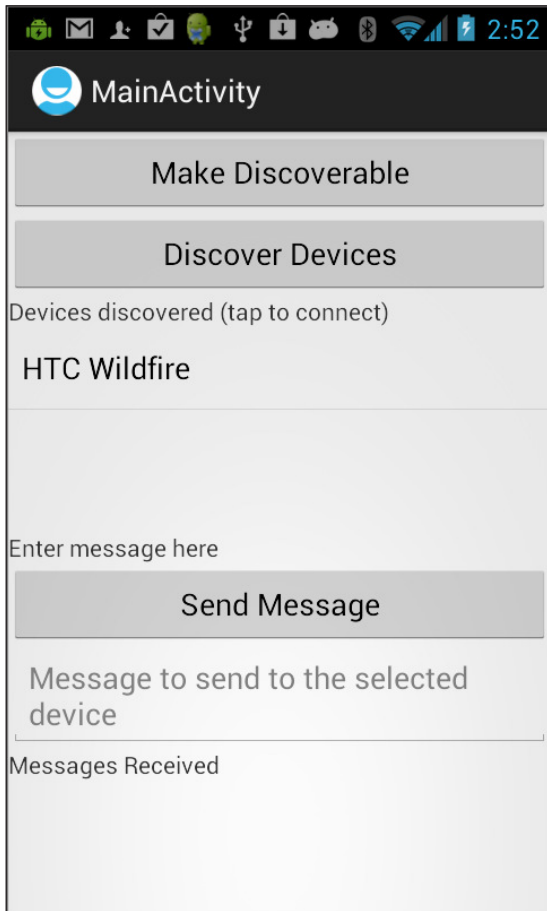 2:52
MainActivity
Make Discoverable
Discover Devices
Devices discovered (tap to connect)
HTC Wildfire
Enter message here
Send Message
Message to send to the selected
device
Messages Received